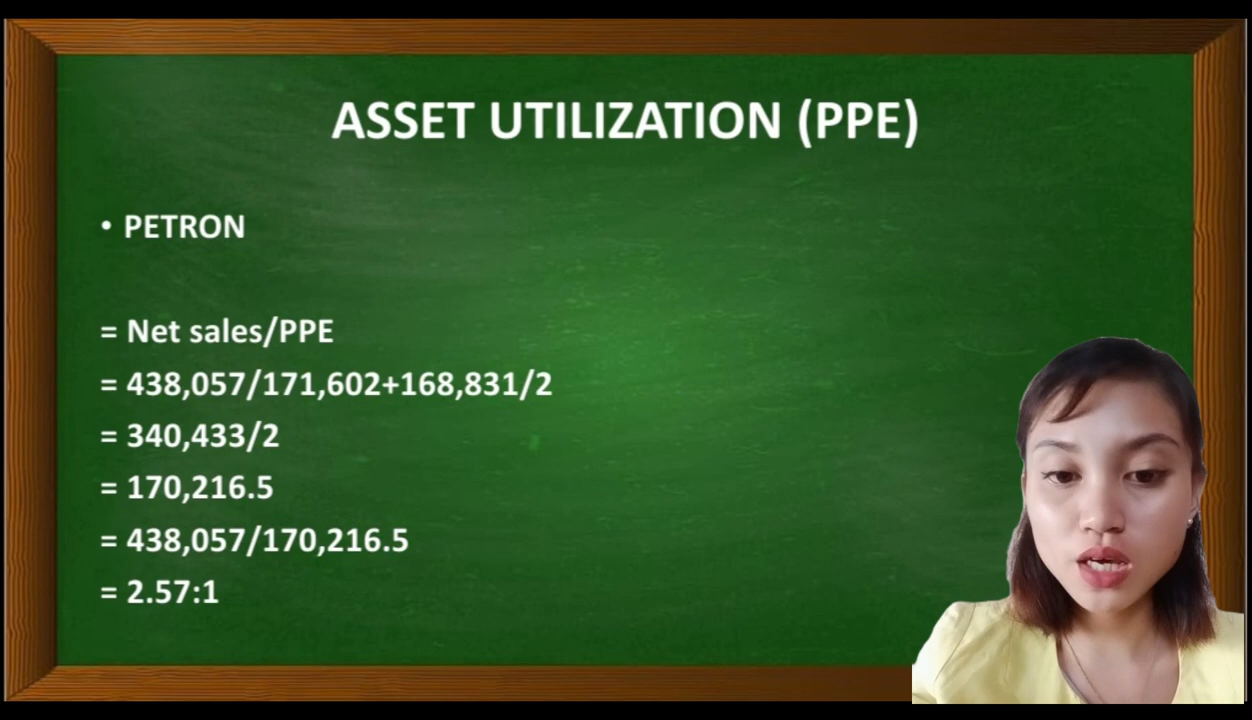 ASSET UTILIZATION (PPE)
• PETRON
= Net sales/PPE
= 438,057/171,602+168,831/2
= 340,433/2
= 170,216.5
= 438,057/170,216.5
= 2.57:1